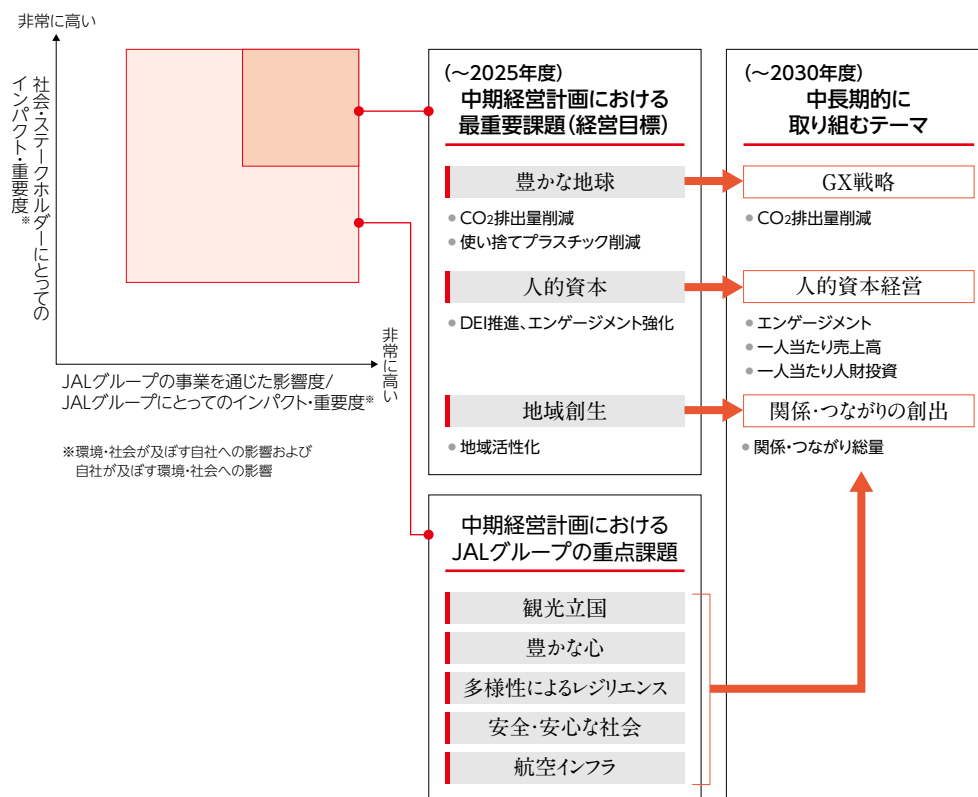 非常に高い
社会・ステークホルダーにとっての
インパクト・重要度※
非常に高い
JALグループの事業を通じた影響度/
JALグループにとってのインパクト・重要度※
※環境・社会が及ぼす自社への影響および
自社が及ぼす環境・社会への影響
(～2025年度)
中期経営計画における
最重要課題(経営目標)
豊かな地球
● CO₂排出量削減
● 使い捨てプラスチック削減
人的資本
● DEI推進、エンゲージメント強化
地域創生
● 地域活性化
中期経営計画における
JALグループの重点課題
観光立国
豊かな心
多様性によるレジリエンス
安全・安心な社会
航空インフラ
(～2030年度)
中長期的に
取り組むテーマ
GX戦略
● CO₂排出量削減
人的資本経営
● エンゲージメント
● 一人当たり売上高
● 一人当たり人財投資
関係・つながりの創出
● 関係・つながり総量